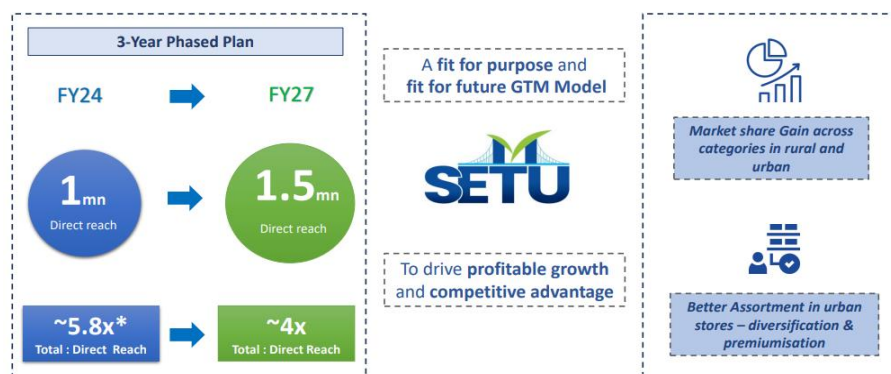 3-Year Phased Plan
FY24
FY27
1mn
Direct reach
1.5mn
Direct reach
~5.8x*
Total : Direct Reach
~4x
Total : Direct Reach
A fit for purpose and
fit for future GTM Model
SETU
To drive profitable growth
and competitive advantage
Market share Gain across
categories in rural and
urban
Better Assortment in urban
stores – diversification &
premiumisation